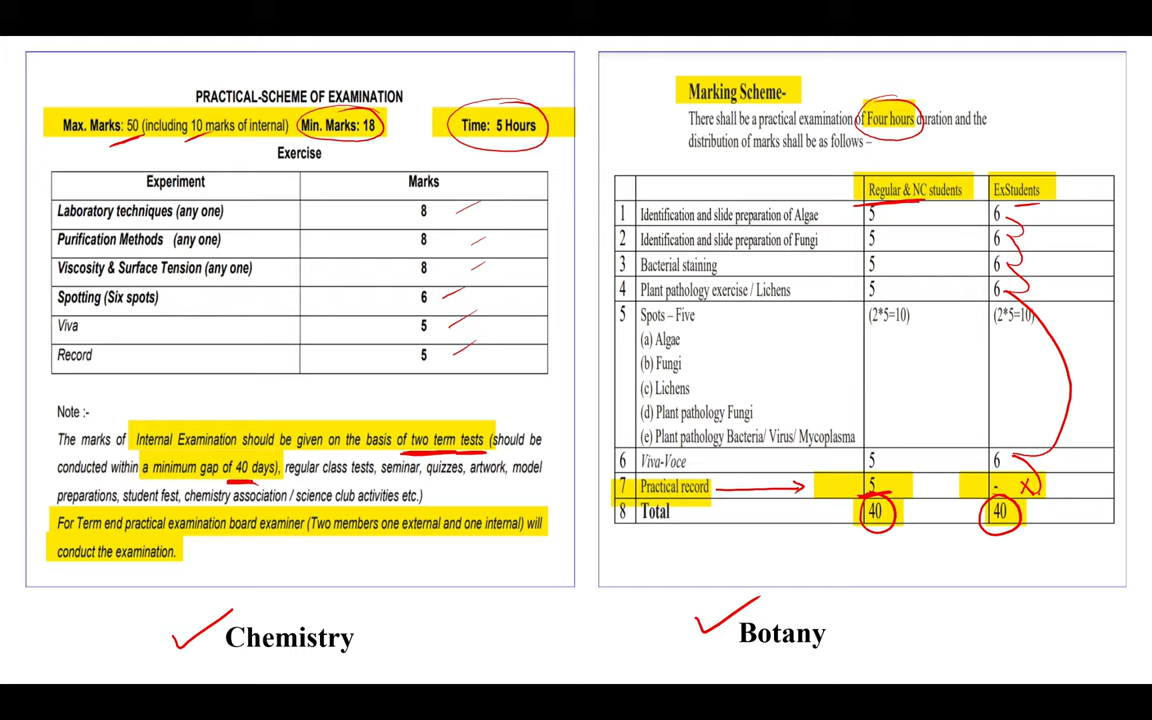 PRACTICAL-SCHEME OF EXAMINATION
Max. Marks: 50 (including 10 marks of internal) Min. Marks: 18 Time: 5 Hours
Exercise
Experiment Marks
Laboratory techniques (any one) 8
Purification Methods (any one) 8
Viscosity & Surface Tension (any one) 8
Spotting (Six spots) 6
Viva 5
Record 5
Note :-
The marks of Internal Examination should be given on the basis of two term tests (should be
conducted within a minimum gap of 40 days), regular class tests, seminar, quizzes, artwork, model
preparations, student fest, chemistry association / science club activities etc.)
For Term end practical examination board examiner (Two members one external and one internal) will
conduct the examination.
Chemistry
Marking Scheme-
There shall be a practical examination of Four hours duration and the
distribution of marks shall be as follows –
Regular & NC students ExStudents
1 Identification and slide preparation of Algae 5 6
2 Identification and slide preparation of Fungi 5 6
3 Bacterial staining 5 6
4 Plant pathology exercise / Lichens 5 6
5 Spots – Five (2*5=10) (2*5=10)
(a) Algae
(b) Fungi
(c) Lichens
(d) Plant pathology Fungi
(e) Plant pathology Bacteria/ Virus/ Mycoplasma
6 Viva-Voce 5 6
7 Practical record 5 -
8 Total 40 40
Botany